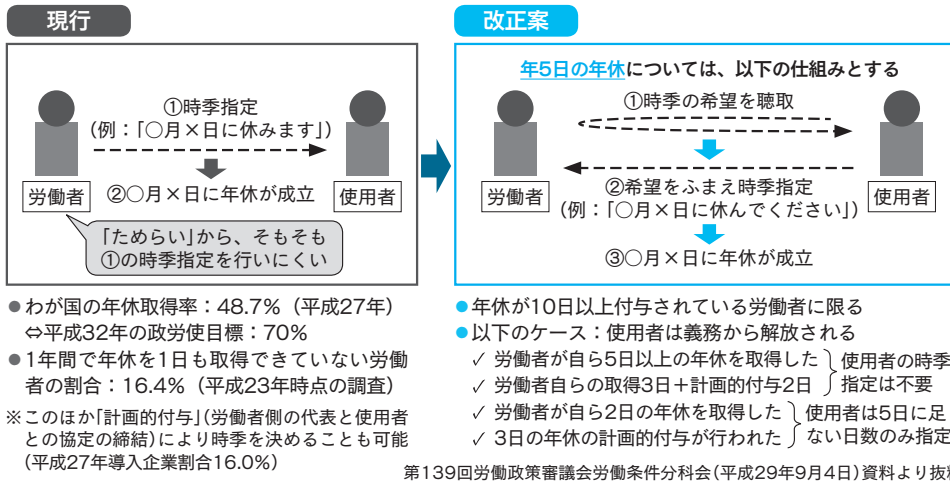 現行
①時季指定
(例:「○月×日に休みます」)
労働者
②○月×日に年休が成立
使用者
「ためらい」から、そもそも
①の時季指定を行いにくい
●わが国の年休取得率:48.7%(平成27年)
⇔平成32年の政労使目標:70%
●1年間で年休を1日も取得できていない労働
者の割合:16.4%(平成23年時点の調査)
※このほか「計画的付与」(労働者側の代表と使用者
との協定の締結)により時季を決めることも可能
(平成27年導入企業割合16.0%)
改正案
年5日の年休については、以下の仕組みとする
①時季の希望を聴取
労働者
②希望をふまえ時季指定
(例:「○月×日に休んでください」)
使用者
③○月×日に年休が成立
●年休が10日以上付与されている労働者に限る
●以下のケース:使用者は義務から解放される
✓ 労働者が自ら5日以上の年休を取得した
✓ 労働者自らの取得3日+計画的付与2日
使用者の時季
指定は不要
✓ 労働者が自ら2日の年休を取得した
✓ 3日の年休の計画的付与が行われた
使用者は5日に足
ない日数のみ指定
第139回労働政策審議会労働条件分科会(平成29年9月4日)資料より抜